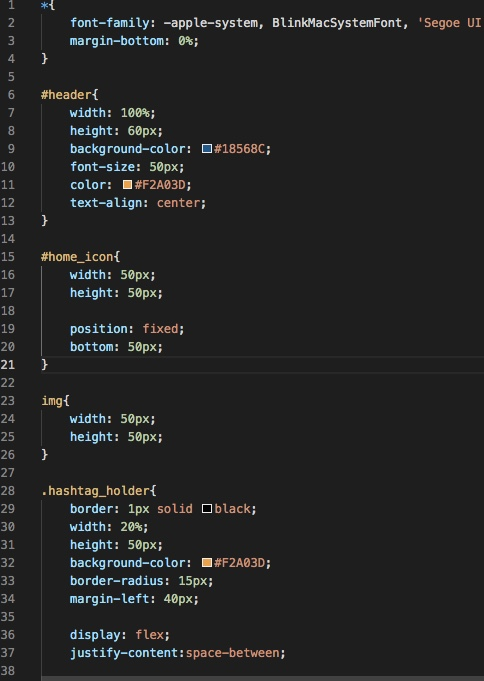 1 *{
2 font-family: -apple-system, BlinkMacSystemFont, 'Segoe UI
3 margin-bottom: 0%;
4 }
5
6 #header{
7 width: 100%;
8 height: 60px;
9 background-color: #18568C;
10 font-size: 50px;
11 color: #F2A03D;
12 text-align: center;
13 }
14
15 #home_icon{
16 width: 50px;
17 height: 50px;
18
19 position: fixed;
20 bottom: 50px;
21 }
22
23 img{
24 width: 50px;
25 height: 50px;
26 }
27
28 .hashtag_holder{
29 border: 1px solid black;
30 width: 20%;
31 height: 50px;
32 background-color: #F2A03D;
33 border-radius: 15px;
34 margin-left: 40px;
35
36 display: flex;
37 justify-content:space-between;
38